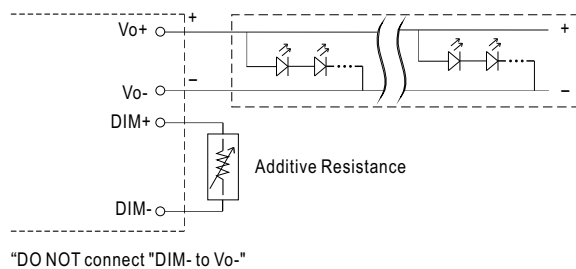 Vo+
+
+
Vo-
−
−
DIM+
Additive Resistance
DIM-
“DO NOT connect "DIM- to Vo-"